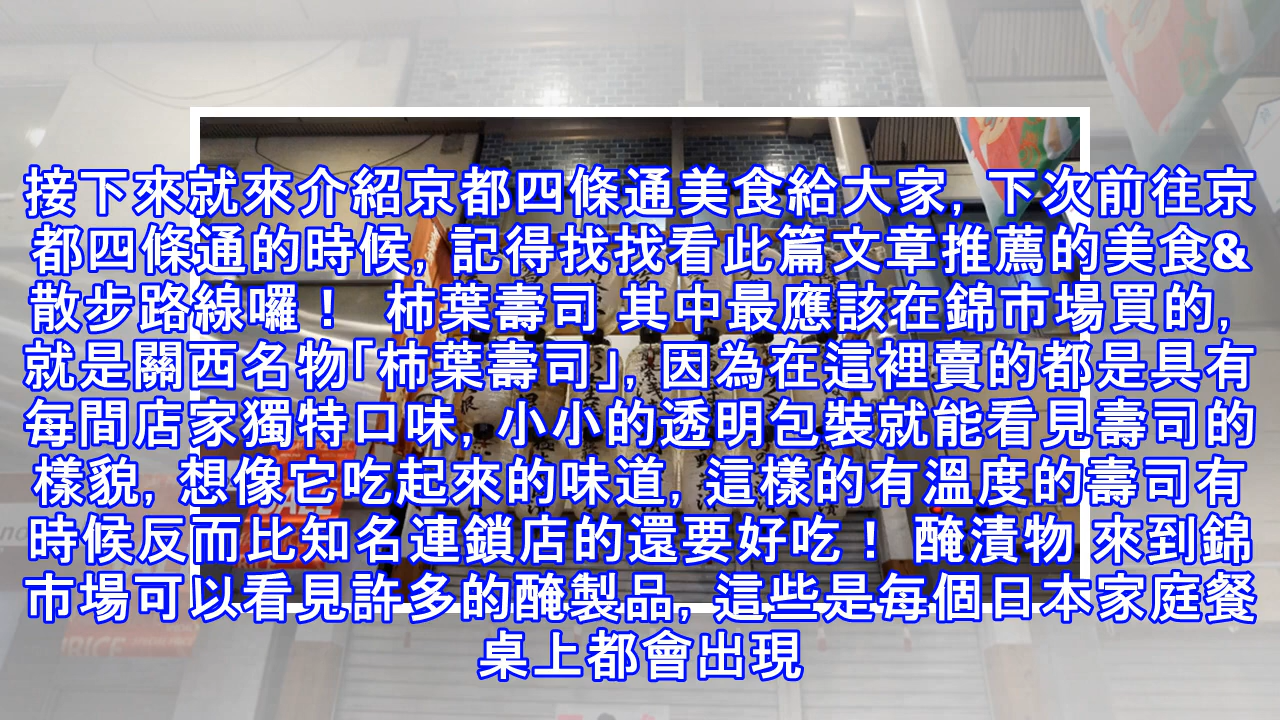 接下來就來介紹京都四條通美食給大家, 下次前往京
都四條通的時候, 記得找找看此篇文章推薦的美食&
散步路線囉！ 柿葉壽司 其中最應該在錦市場買的,
就是關西名物「柿葉壽司」, 因為在這裡賣的都是具有
每間店家獨特口味, 小小的透明包裝就能看見壽司的
樣貌, 想像它吃起來的味道, 這樣的有溫度的壽司有
時候反而比知名連鎖店的還要好吃！ 醃漬物 來到錦
市場可以看見許多的醃製品, 這些是每個日本家庭餐
桌上都會出現